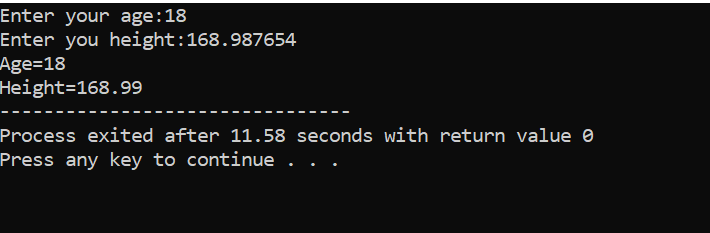 Enter your age:18
Enter you height:168.987654
Age=18
Height=168.99
--------------------------------
Process exited after 11.58 seconds with return value 0
Press any key to continue . . .